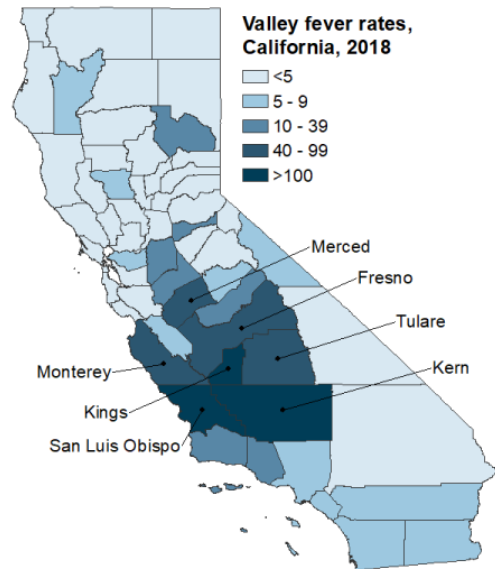 Valley fever rates,
California, 2018
<5
5 - 9
10 - 39
40 - 99
>100
Merced
Fresno
Tulare
Monterey
Kern
Kings
San Luis Obispo